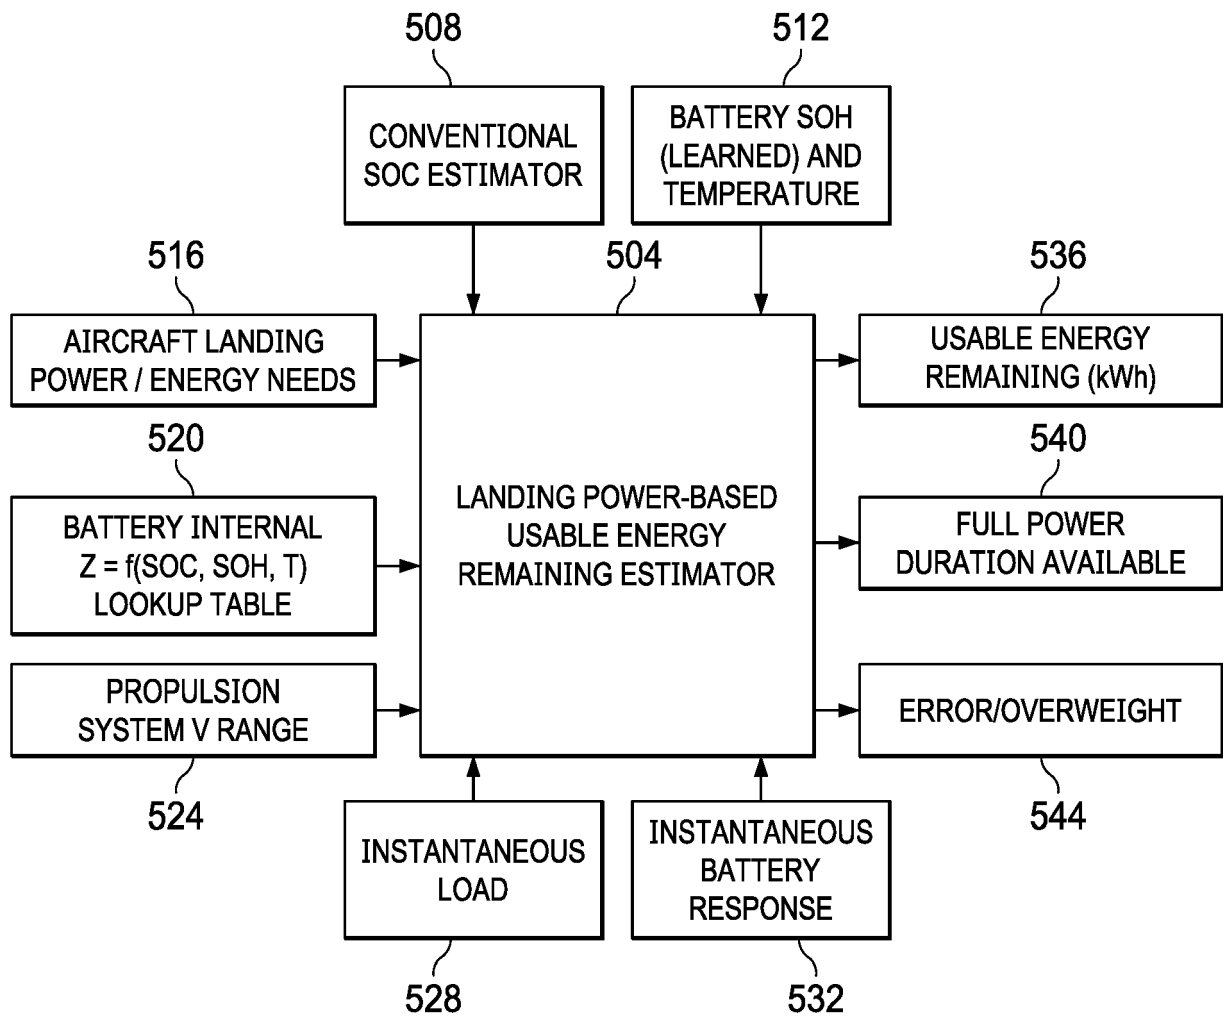 508
512
CONVENTIONAL
SOC ESTIMATOR
BATTERY SOH
(LEARNED) AND
TEMPERATURE
516
504
536
AIRCRAFT LANDING
POWER / ENERGY NEEDS
USABLE ENERGY
REMAINING (kWh)
520
540
BATTERY INTERNAL
Z = f(SOC, SOH, T)
LOOKUP TABLE
LANDING POWER-BASED
USABLE ENERGY
REMAINING ESTIMATOR
FULL POWER
DURATION AVAILABLE
PROPULSION
SYSTEM V RANGE
ERROR/OVERWEIGHT
524
544
INSTANTANEOUS
LOAD
INSTANTANEOUS
BATTERY
RESPONSE
528
532